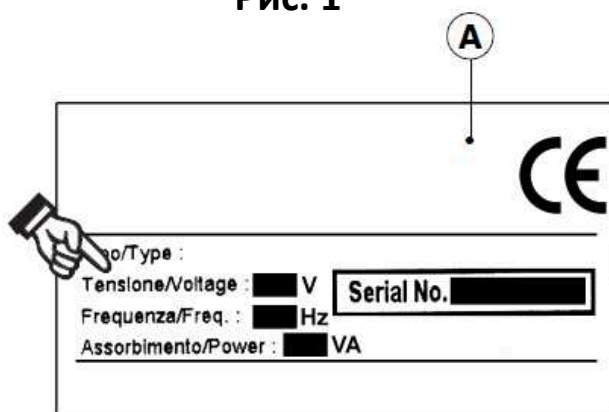 Рис. 1
A
CE
/Type :
Tensione/Voltage : V
Serial No.
Frequenza/Freq. : Hz
Assorbimento/Power : VA